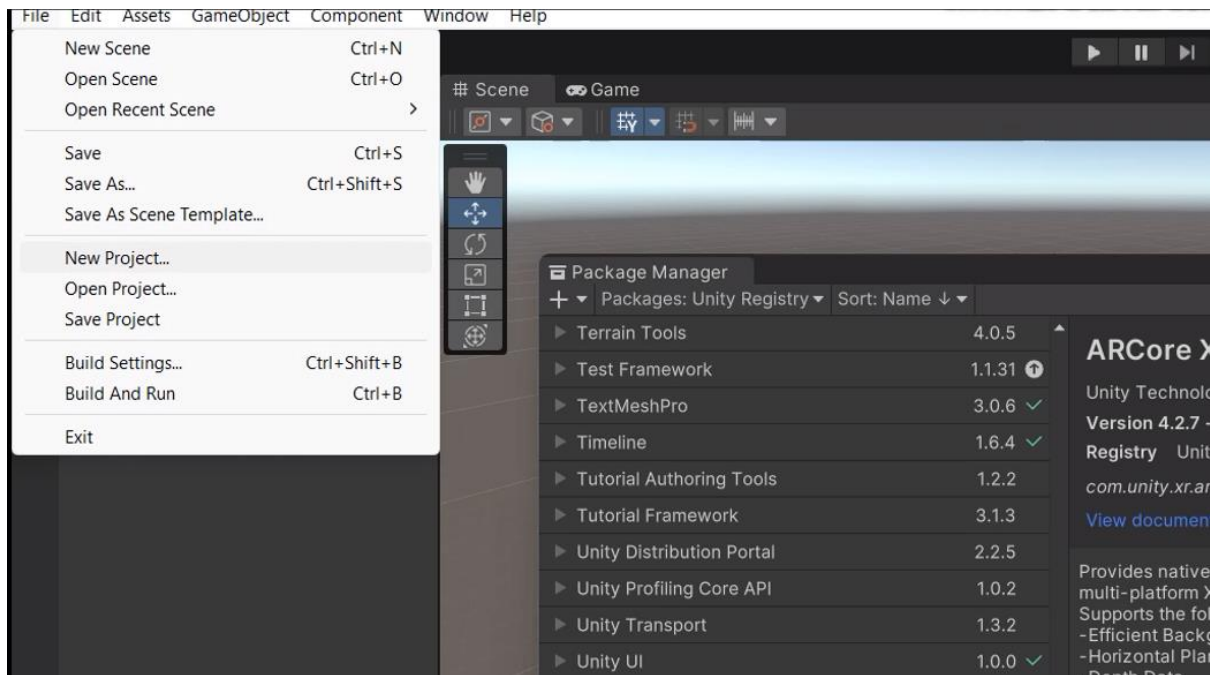 File Edit Assets GameObject Component Window Help
New Scene Ctrl+N
Open Scene Ctrl+O
Open Recent Scene >
Save Ctrl+S
Save As... Ctrl+Shift+S
Save As Scene Template...
New Project...
Open Project...
Save Project
Build Settings... Ctrl+Shift+B
Build And Run Ctrl+B
Exit
Scene Game
Package Manager
Packages: Unity Registry Sort: Name ↓
Terrain Tools 4.0.5
Test Framework 1.1.31
TextMeshPro 3.0.6
Timeline 1.6.4
Tutorial Authoring Tools 1.2.2
Tutorial Framework 3.1.3
Unity Distribution Portal 2.2.5
Unity Profiling Core API 1.0.2
Unity Transport 1.3.2
Unity UI 1.0.0
ARCore X
Unity Technolo
Version 4.2.7 -
Registry Unit
com.unity.xr.ar
View documen
Provides native
multi-platform X
Supports the fol
-Efficient Backg
-Horizontal Plan